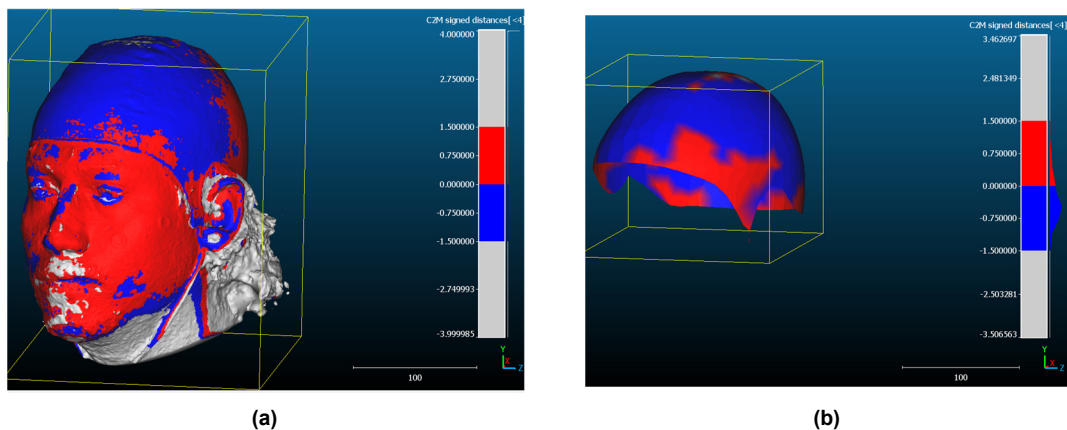 C2M signed distances[ <4]
4.000000
2.750000
1.500000
0.750000
0.000000
-0.750000
-1.500000
-2.749993
-3.999985
Y
X
Z
100
(a)
C2M signed distances[ <4]
3.462697
2.481349
1.500000
0.750000
0.000000
-0.750000
-1.500000
-2.503281
-3.506563
Y
X
Z
100
(b)